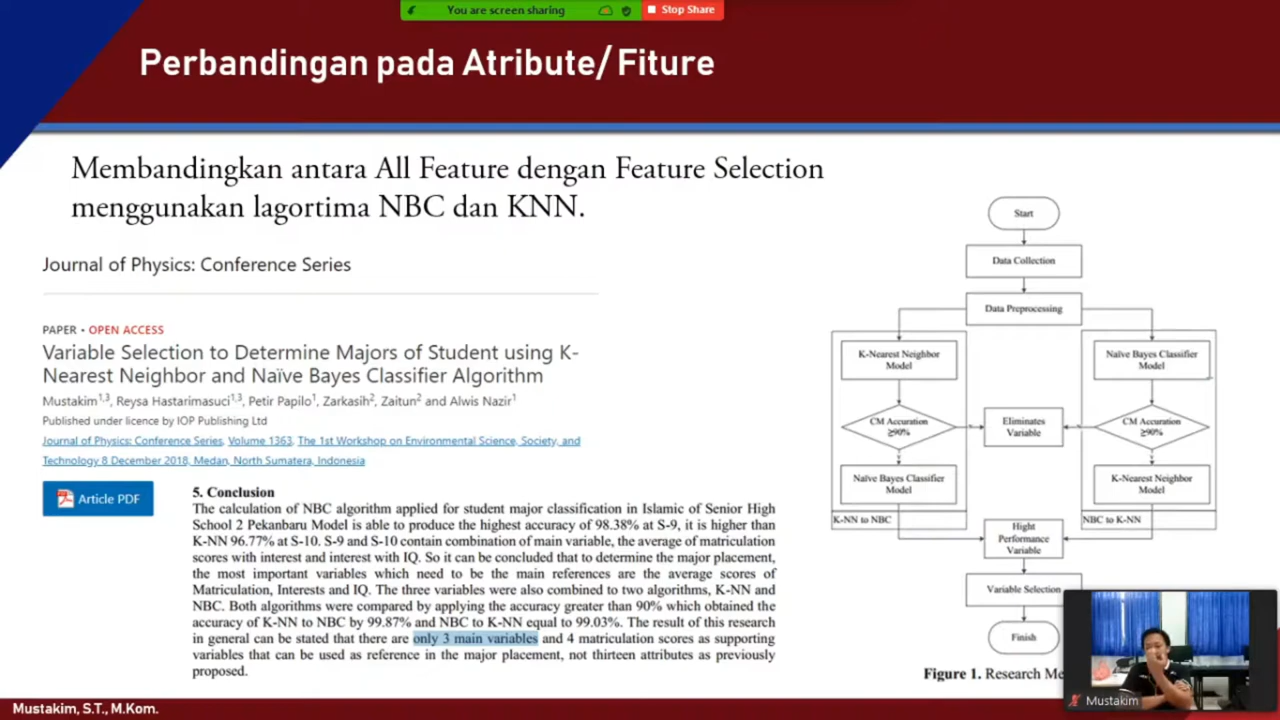 You are screen sharing
Stop Share
Perbandingan pada Atribute/ Fiture
Membandingkan antara All Feature dengan Feature Selection
menggunakan lagortima NBC dan KNN.
Journal of Physics: Conference Series
PAPER • OPEN ACCESS
Variable Selection to Determine Majors of Student using K-
Nearest Neighbor and Naïve Bayes Classifier Algorithm
Mustakim1,3, Reysa Hastarimasuci1,3, Petir Papilo1, Zarkasih2, Zaitun2 and Alwis Nazir1
Published under licence by IOP Publishing Ltd
Journal of Physics: Conference Series, Volume 1363, The 1st Workshop on Environmental Science, Society, and
Technology 8 December 2018, Medan, North Sumatera, Indonesia
Article PDF
5. Conclusion
The calculation of NBC algorithm applied for student major classification in Islamic of Senior High
School 2 Pekanbaru Model is able to produce the highest accuracy of 98.38% at S-9, it is higher than
K-NN 96.77% at S-10. S-9 and S-10 contain combination of main variable, the average of matriculation
scores with interest and interest with IQ. So it can be concluded that to determine the major placement,
the most important variables which need to be the main references are the average scores of
Matriculation, Interests and IQ. The three variables were also combined to two algorithms, K-NN and
NBC. Both algorithms were compared by applying the accuracy greater than 90% which obtained the
accuracy of K-NN to NBC by 99.87% and NBC to K-NN equal to 99.03%. The result of this research
in general can be stated that there are only 3 main variables and 4 matriculation scores as supporting
variables that can be used as reference in the major placement, not thirteen attributes as previously
proposed.
Start
Data Collection
Data Preprocessing
K-Nearest Neighbor
Model
CM Accuration
≥90%
Naïve Bayes Classifier
Model
K-NN to NBC
Eliminates
Variable
Naïve Bayes Classifier
Model
CM Accuration
≥90%
K-Nearest Neighbor
Model
NBC to K-NN
Hight
Performance
Variable
Variable Selection
Finish
Figure 1. Research Me
Mustakim
Mustakim, S.T., M.Kom.